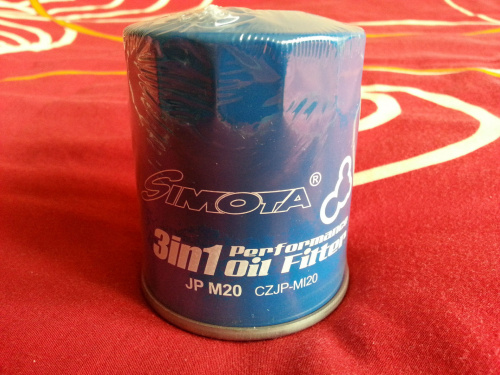 SIMOTA®
3in1 Performance
Oil Filter
JP M20 CZJP-MI20